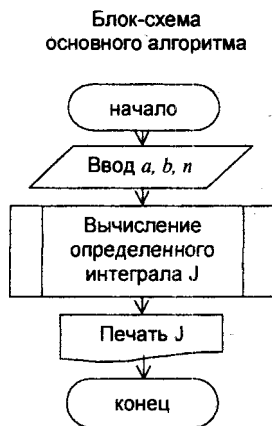 Блок-схема
основного алгоритма
начало
Ввод a, b, n
Вычисление
определенного
интеграла J
Печать J
конец